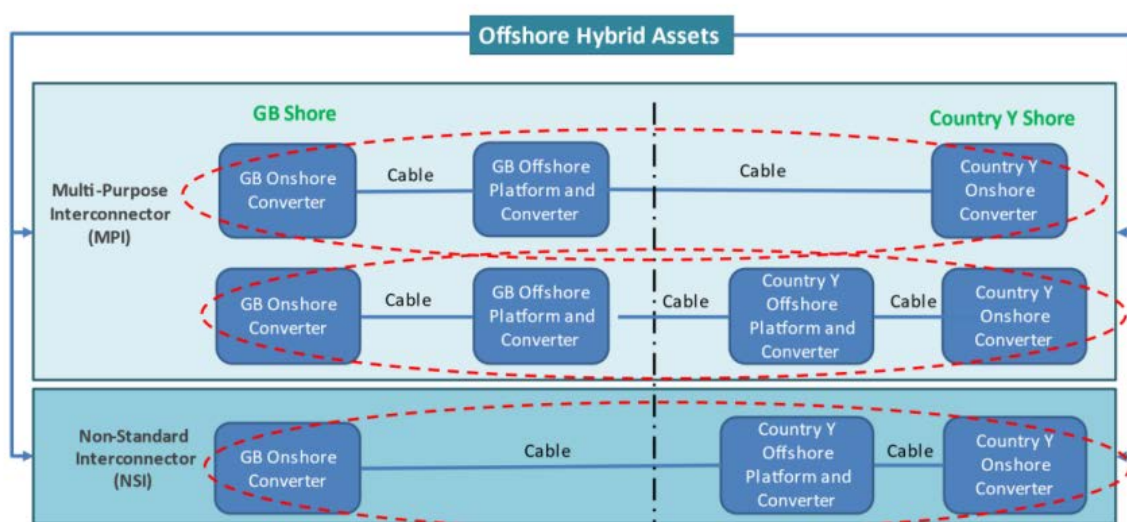 Offshore Hybrid Assets
GB Shore
Country Y Shore
Multi-Purpose
Interconnector
(MPI)
GB Onshore
Converter
Cable
GB Offshore
Platform and
Converter
Cable
Country Y
Onshore
Converter
GB Onshore
Converter
Cable
GB Offshore
Platform and
Converter
Cable
Country Y
Offshore
Platform and
Converter
Cable
Country Y
Onshore
Converter
Non-Standard
Interconnector
(NSI)
GB Onshore
Converter
Cable
Country Y
Offshore
Platform and
Converter
Cable
Country Y
Onshore
Converter